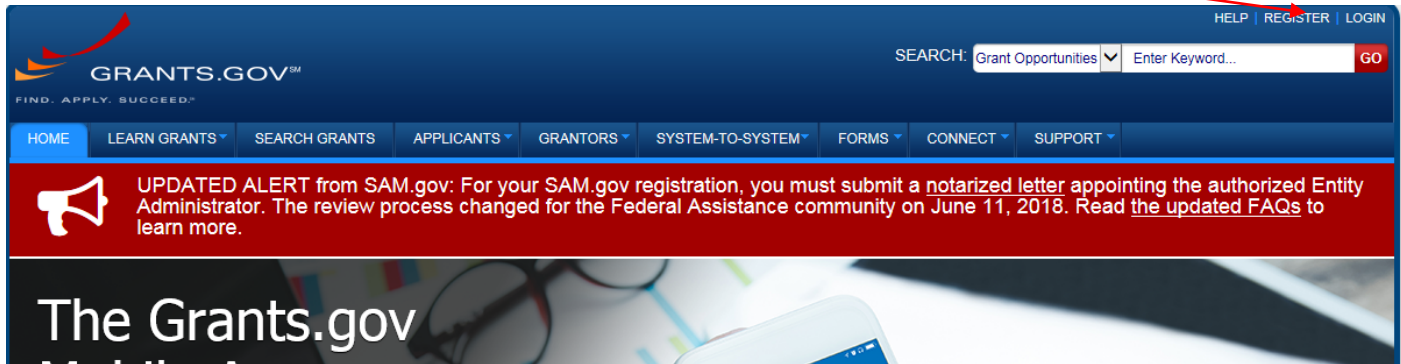 HELP | REGISTER | LOGIN
GRANTS.GOV℠
FIND. APPLY. SUCCEED.℠
SEARCH: Grant Opportunities Enter Keyword... GO
HOME LEARN GRANTS SEARCH GRANTS APPLICANTS GRANTORS SYSTEM-TO-SYSTEM FORMS CONNECT SUPPORT
UPDATED ALERT from SAM.gov: For your SAM.gov registration, you must submit a notarized letter appointing the authorized Entity
Administrator. The review process changed for the Federal Assistance community on June 11, 2018. Read the updated FAQs to
learn more.
The Grants.gov